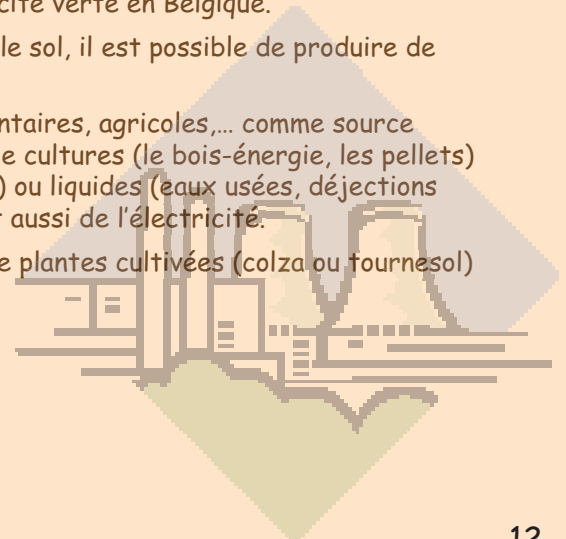 cité verte en Belgique.
le sol, il est possible de produire de
ntaires, agricoles,... comme source
e cultures (le bois-énergie, les pellets)
) ou liquides (eaux usées, déjections
t aussi de l'électricité.
e plantes cultivées (colza ou tournesol)
12